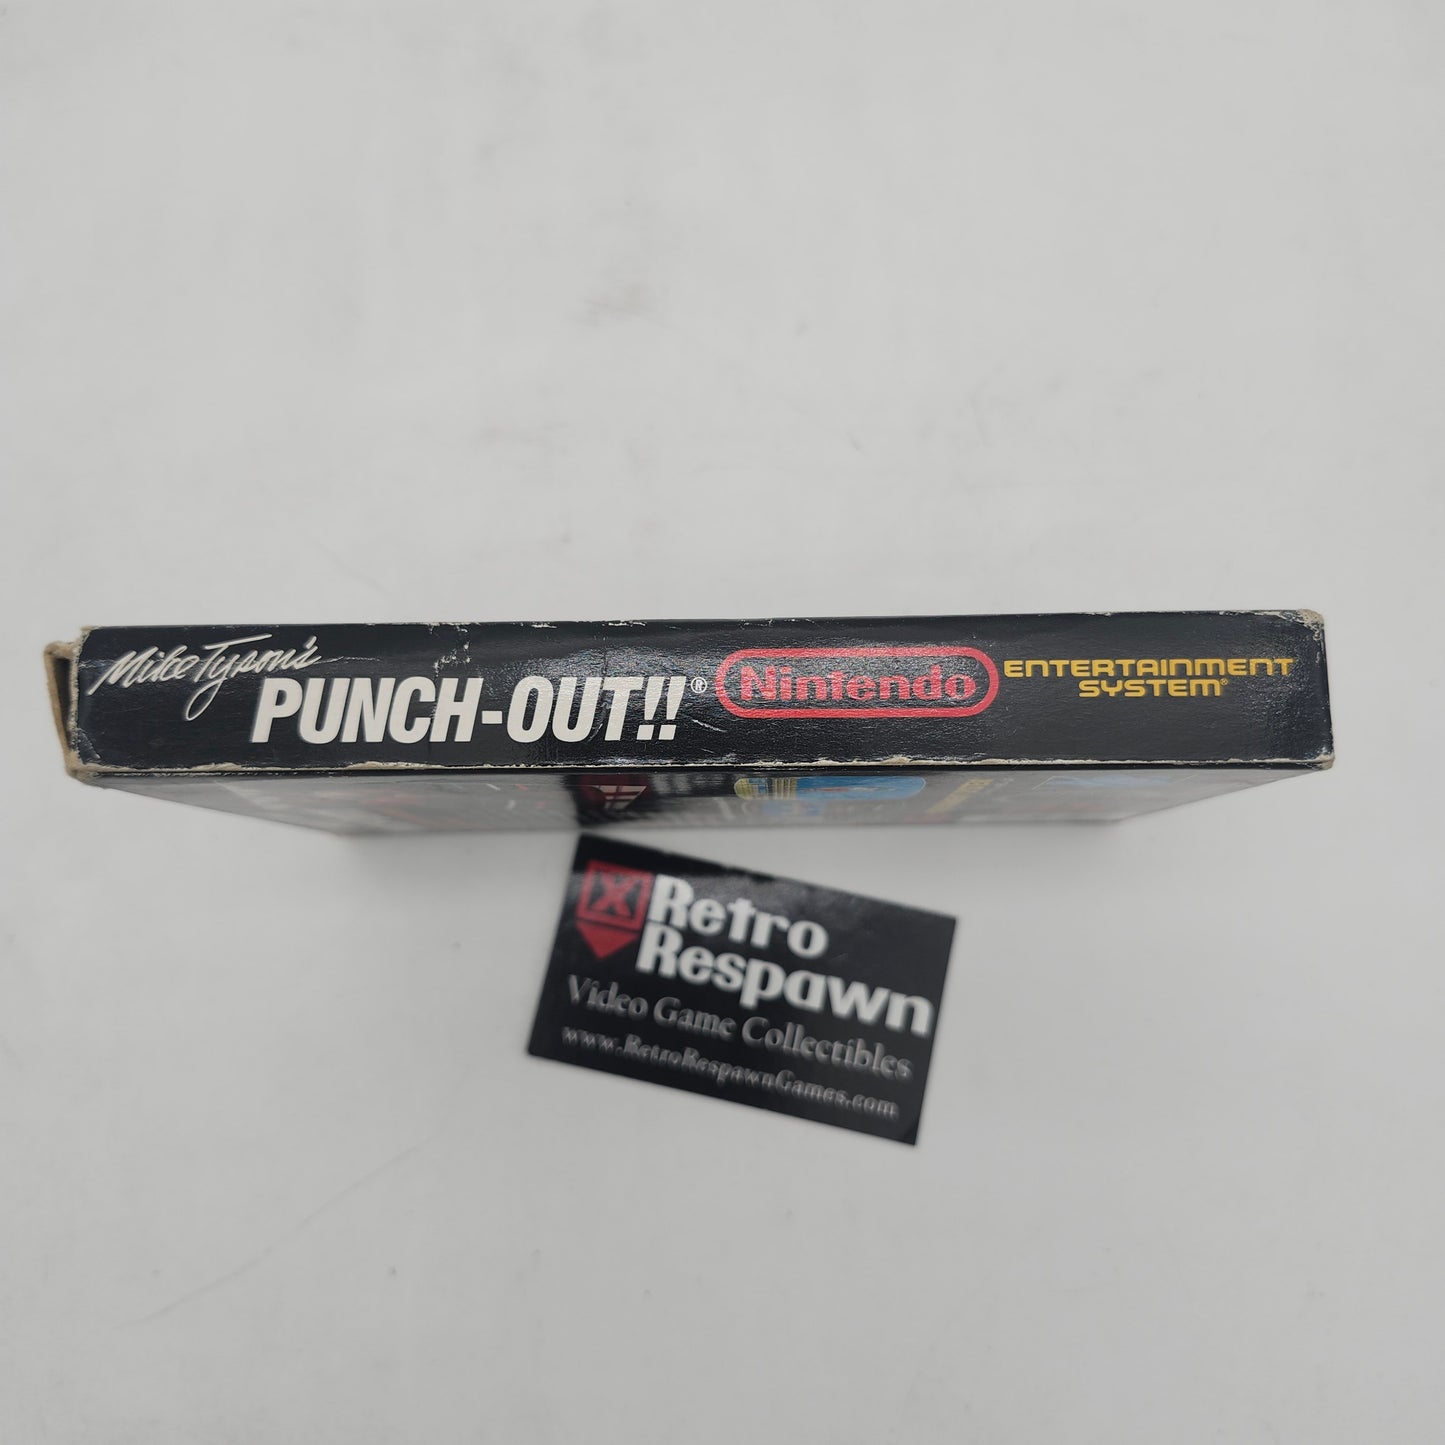 Mike Tyson's
PUNCH-OUT!!®
Nintendo
ENTERTAINMENT
SYSTEM®
X
Retro
Respawn
Video Game Collectibles
www.RetroRespawnGames.com